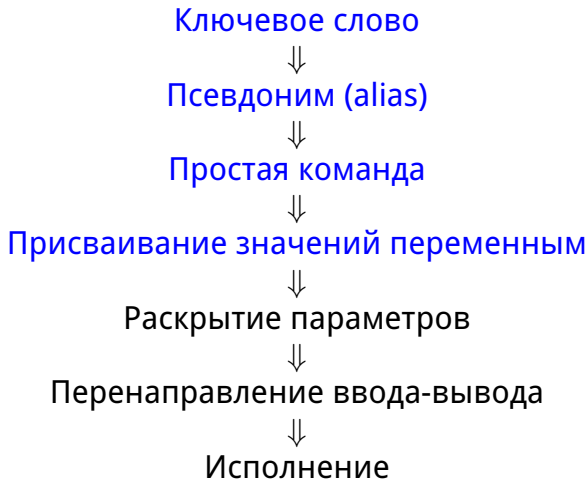 Ключевое слово
⇓
Псевдоним (alias)
⇓
Простая команда
⇓
Присваивание значений переменным
⇓
Раскрытие параметров
⇓
Перенаправление ввода-вывода
⇓
Исполнение